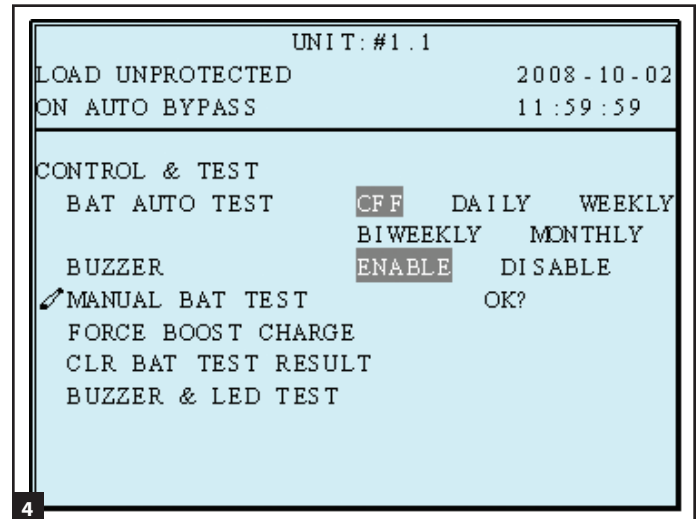 UNIT:#1.1
LOAD UNPROTECTED 2008-10-02
ON AUTO BYPASS 11:59:59
CONTROL & TEST
BAT AUTO TEST OFF DAILY WEEKLY
BIWEEKLY MONTHLY
BUZZER ENABLE DISABLE
MANUAL BAT TEST OK?
FORCE BOOST CHARGE
CLR BAT TEST RESULT
BUZZER & LED TEST
4